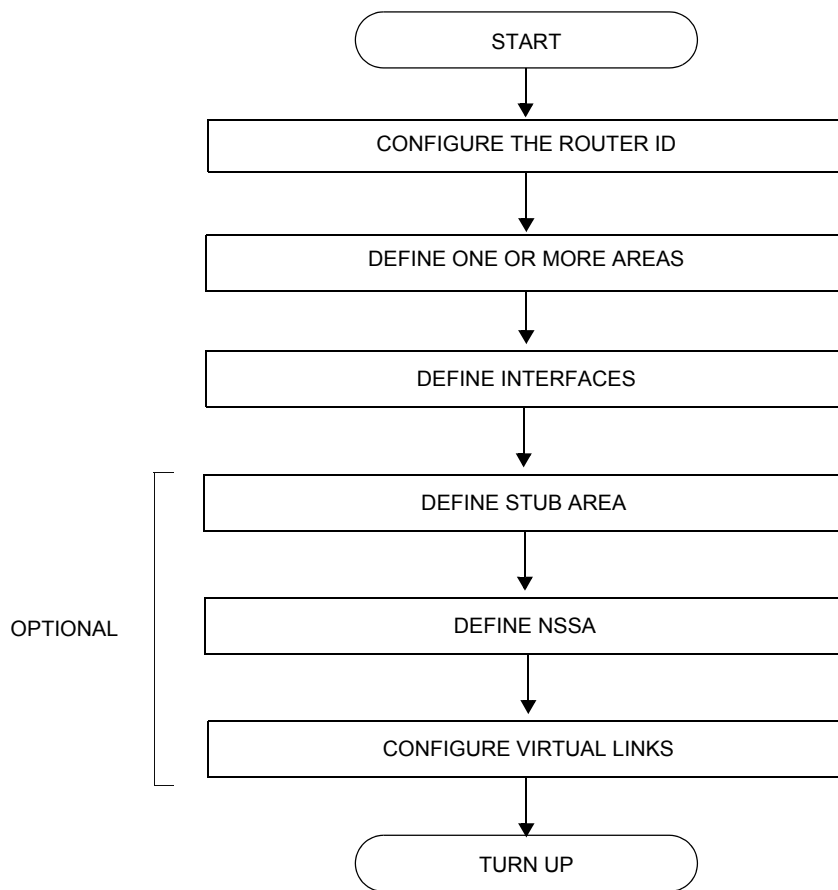 START
CONFIGURE THE ROUTER ID
DEFINE ONE OR MORE AREAS
DEFINE INTERFACES
DEFINE STUB AREA
OPTIONAL
DEFINE NSSA
CONFIGURE VIRTUAL LINKS
TURN UP